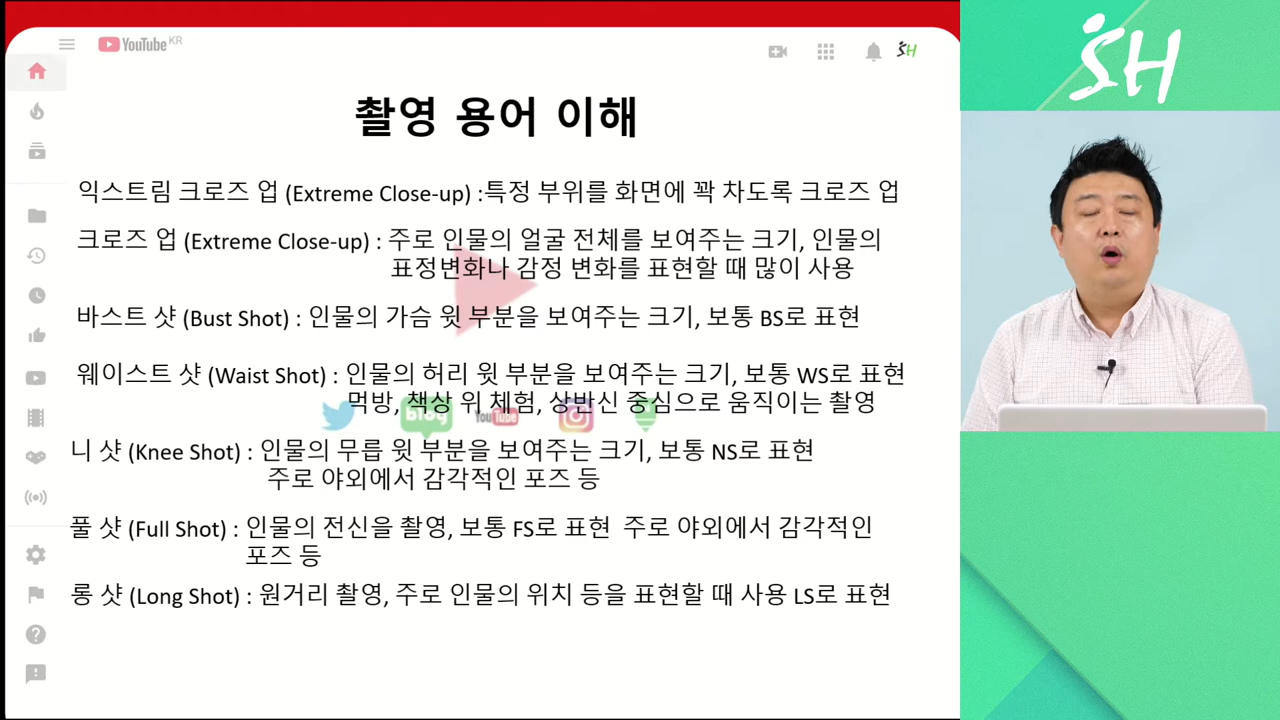 YouTube KR
SH
SH
촬영 용어 이해
익스트림 크로즈 업 (Extreme Close-up) :특정 부위를 화면에 꽉 차도록 크로즈 업
크로즈 업 (Extreme Close-up) : 주로 인물의 얼굴 전체를 보여주는 크기, 인물의
표정변화나 감정 변화를 표현할 때 많이 사용
바스트 샷 (Bust Shot) : 인물의 가슴 윗 부분을 보여주는 크기, 보통 BS로 표현
웨이스트 샷 (Waist Shot) : 인물의 허리 윗 부분을 보여주는 크기, 보통 WS로 표현
먹방, 책상 위 체험, 상반신 중심으로 움직이는 촬영
blog
YouTube
니 샷 (Knee Shot) : 인물의 무릅 윗 부분을 보여주는 크기, 보통 NS로 표현
주로 야외에서 감각적인 포즈 등
풀 샷 (Full Shot) : 인물의 전신을 촬영, 보통 FS로 표현 주로 야외에서 감각적인
포즈 등
롱 샷 (Long Shot) : 원거리 촬영, 주로 인물의 위치 등을 표현할 때 사용 LS로 표현